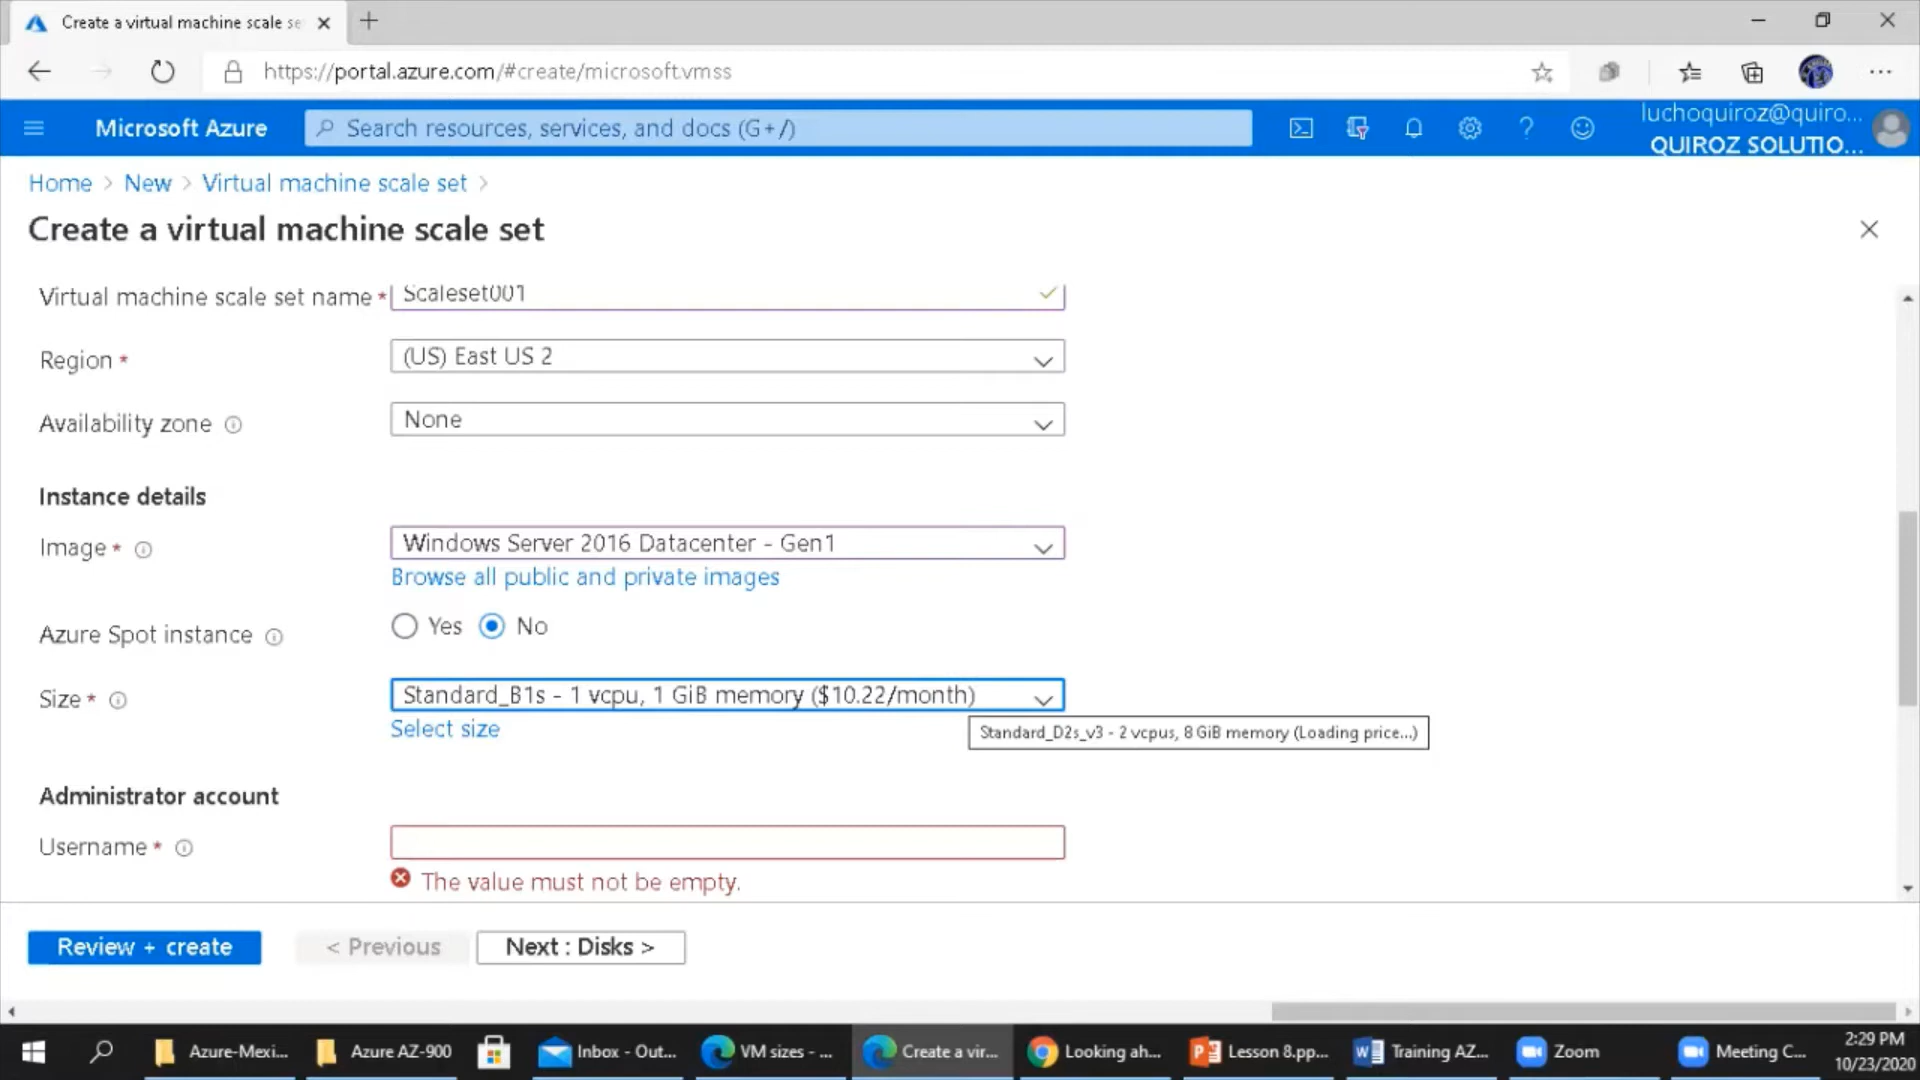 Create a virtual machine scale se
https://portal.azure.com/#create/microsoft.vmss
Microsoft Azure
Search resources, services, and docs (G+/)
luchoquiroz@quiro...
QUIROZ SOLUTIO...
Home > New > Virtual machine scale set >
Create a virtual machine scale set
Virtual machine scale set name * Scaleset001
Region * (US) East US 2
Availability zone None
Instance details
Image * Windows Server 2016 Datacenter - Gen1
Browse all public and private images
Azure Spot instance Yes No
Size * Standard_B1s - 1 vcpu, 1 GiB memory ($10.22/month)
Select size
Standard_D2s_v3 - 2 vcpus, 8 GiB memory (Loading price...)
Administrator account
Username *
The value must not be empty.
Review + create < Previous Next : Disks >
Azure-Mexi... Azure AZ-900 Inbox - Out... VM sizes - ... Create a vir... Looking ah... Lesson 8.pp... Training AZ... Zoom Meeting C... 2:29 PM
10/23/2020